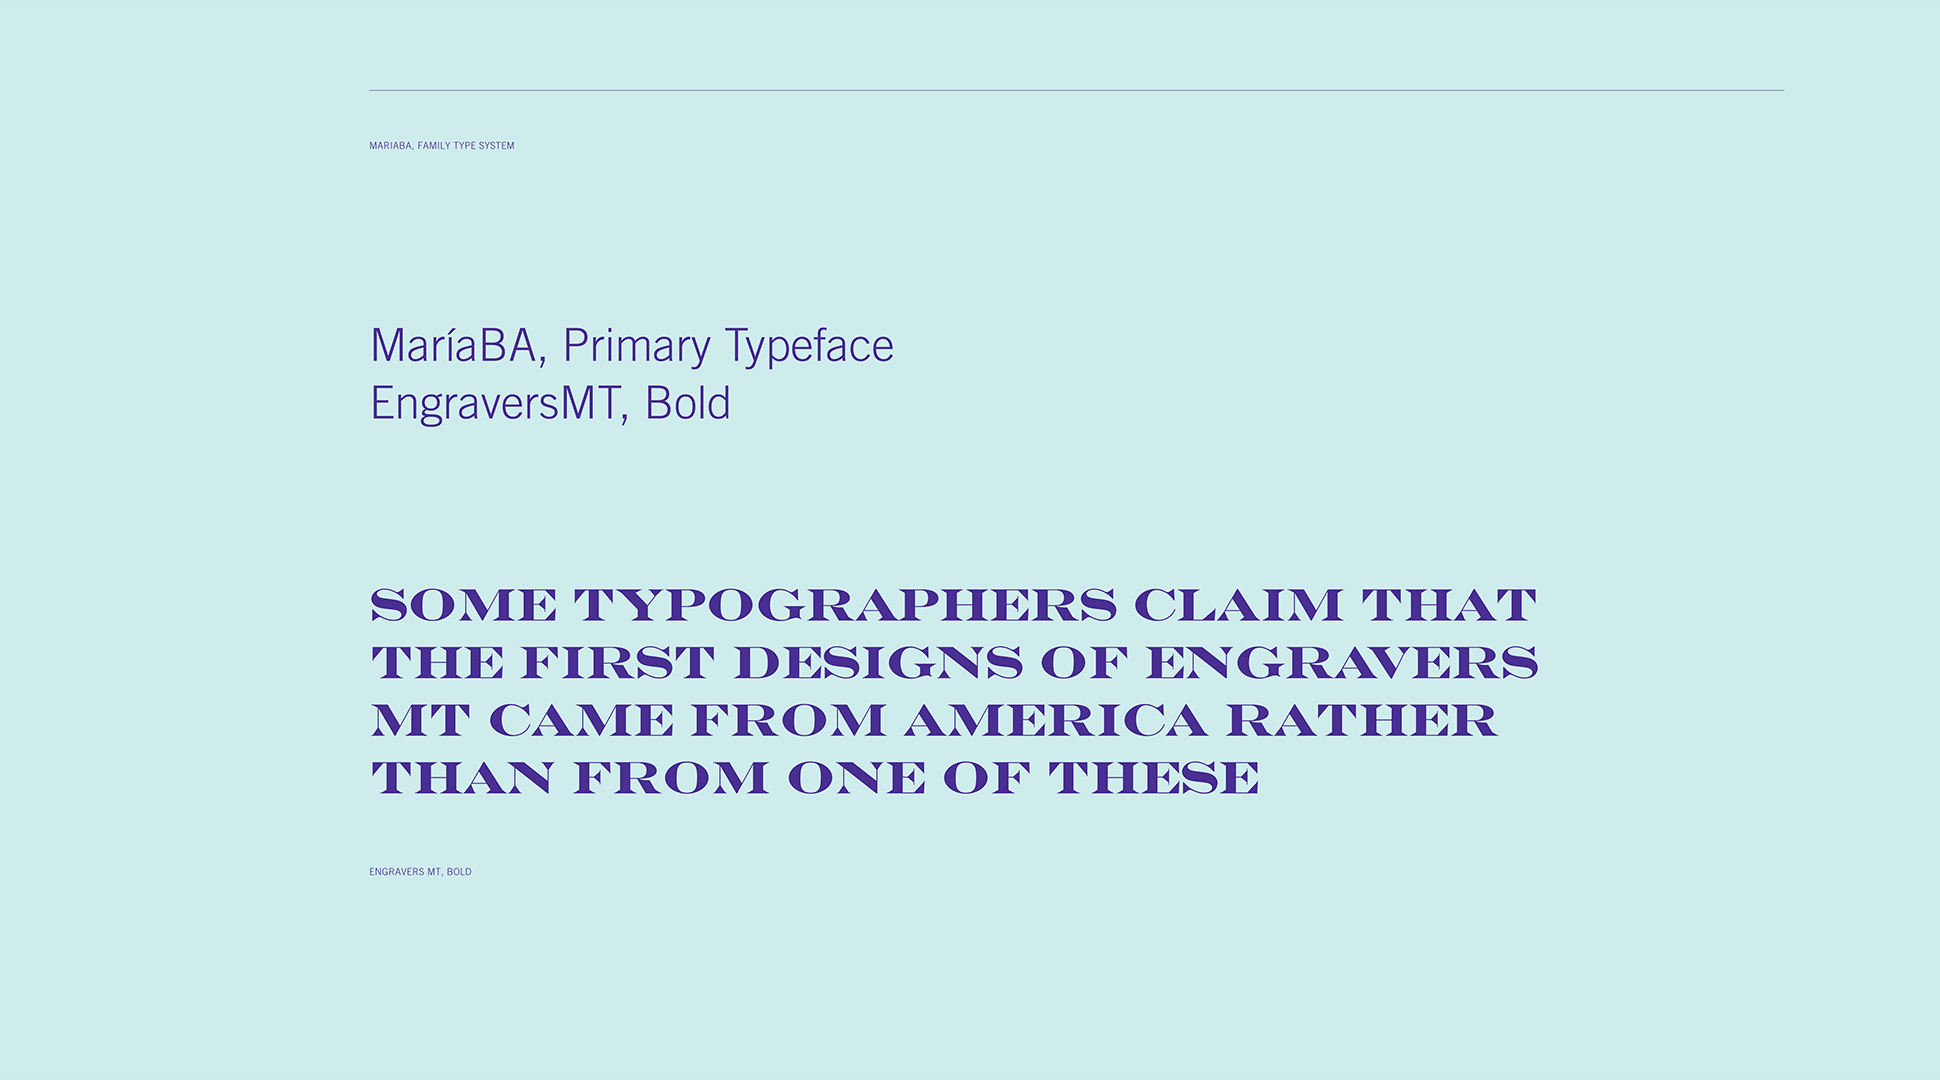 MARIABA, FAMILY TYPE SYSTEM
MaríaBA, Primary Typeface
EngraversMT, Bold
SOME TYPOGRAPHERS CLAIM THAT
THE FIRST DESIGNS OF ENGRAVERS
MT CAME FROM AMERICA RATHER
THAN FROM ONE OF THESE
ENGRAVERS MT, BOLD